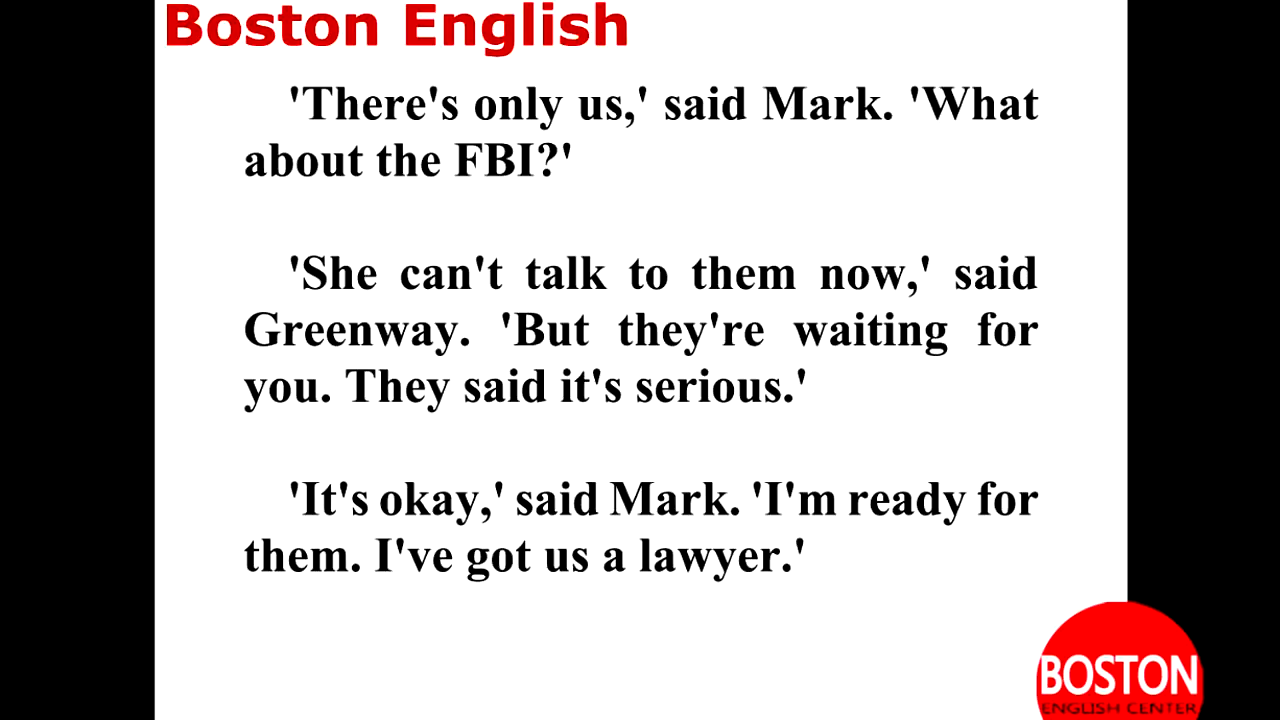 Boston English
'There's only us,' said Mark. 'What
about the FBI?'
'She can't talk to them now,' said
Greenway. 'But they're waiting for
you. They said it's serious.'
'It's okay,' said Mark. 'I'm ready for
them. I've got us a lawyer.'
BOSTON
ENGLISH CENTER